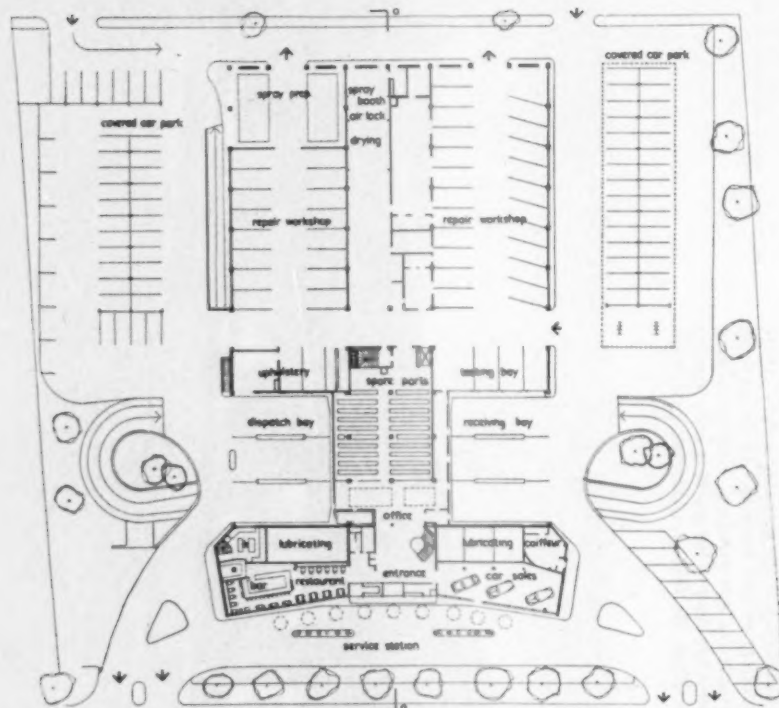 covered car park
spray prep
spray
booth
air lock
drying
covered car park
repair workshop
repair workshop
upholstery
spare parts
testing bay
dispatch bay
receiving bay
office
lubricating
lubricating
coiffeur
entrance
bar
restaurant
car sales
service station